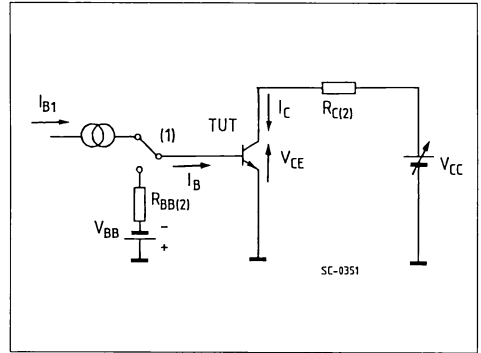 I_B1
(1)
TUT
I_C
R_C(2)
V_CE
V_CC
I_B
R_BB(2)
V_BB
−
+
SC-0351